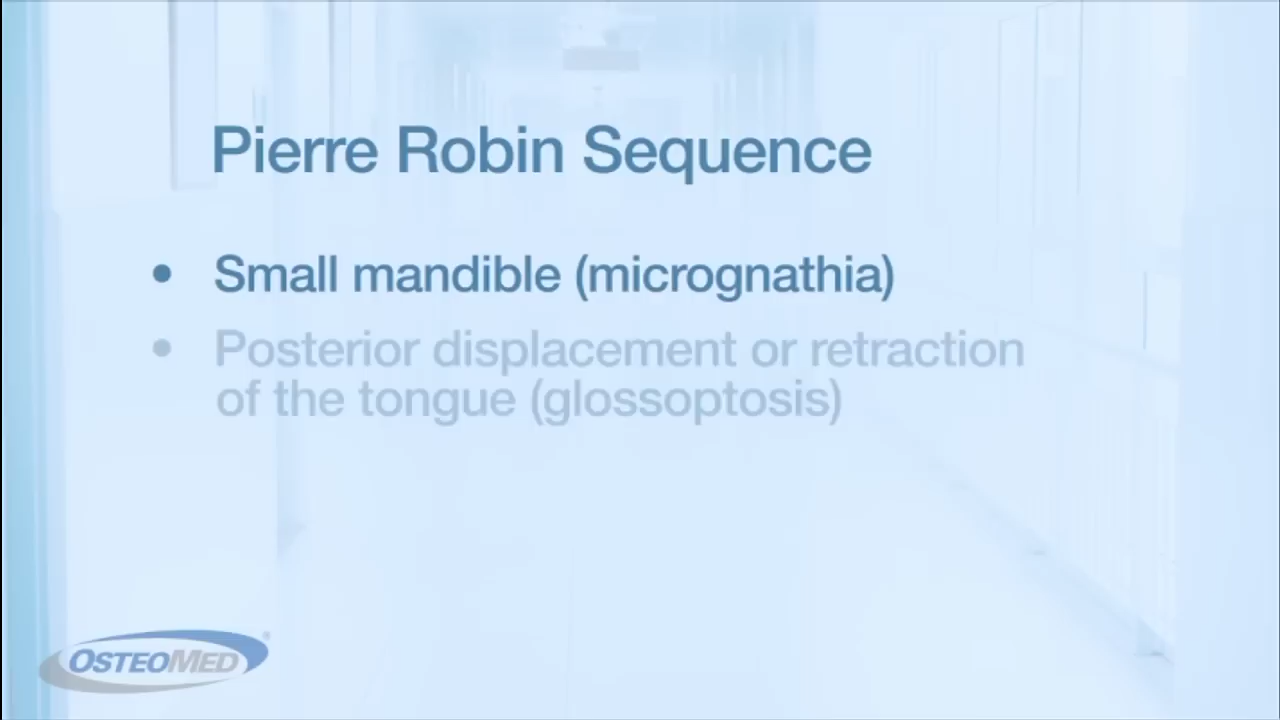 Pierre Robin Sequence
• Small mandible (micrognathia)
• Posterior displacement or retraction
of the tongue (glossoptosis)
OSTEOMED®